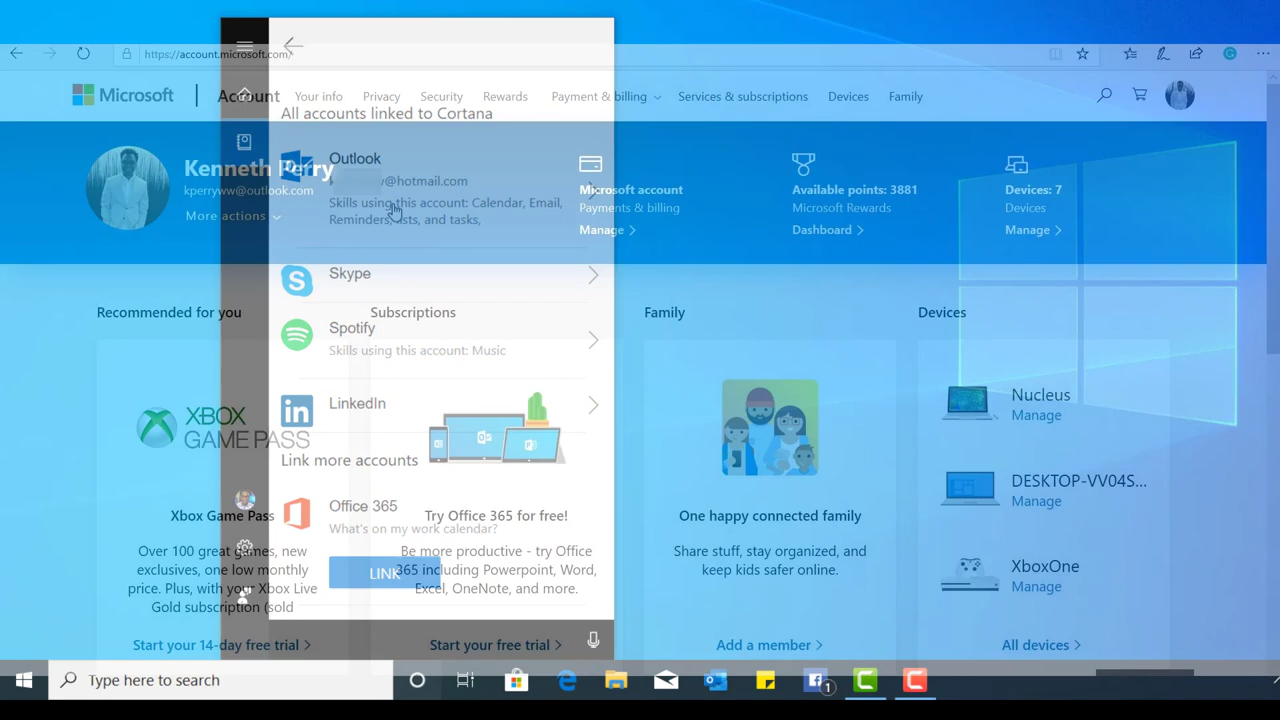 https://account.microsoft.com/
Microsoft
Account
Your info
Privacy
Security
Rewards
Payment & billing
Services & subscriptions
Devices
Family
All accounts linked to Cortana
Outlook
@hotmail.com
Skills using this account: Calendar, Email,
Reminders, lists, and tasks,
Kenneth Perry
kperryww@outlook.com
More actions
Microsoft account
Payments & billing
Manage
Available points: 3881
Microsoft Rewards
Dashboard
Devices: 7
Devices
Manage
Skype
Spotify
Skills using this account: Music
LinkedIn
Link more accounts
Office 365
What's on my work calendar?
LINK
Recommended for you
Subscriptions
Family
Devices
XBOX
GAME PASS
Xbox Game Pass
Over 100 great games, new
exclusives, one low monthly
price. Plus, with your Xbox Live
Gold subscription (sold
Start your 14-day free trial
Try Office 365 for free!
Be more productive - try Office
365 including Powerpoint, Word,
Excel, OneNote, and more.
Start your free trial
One happy connected family
Share stuff, stay organized, and
keep kids safer online.
Add a member
Nucleus
Manage
DESKTOP-VV04S...
Manage
XboxOne
Manage
All devices
Type here to search
1